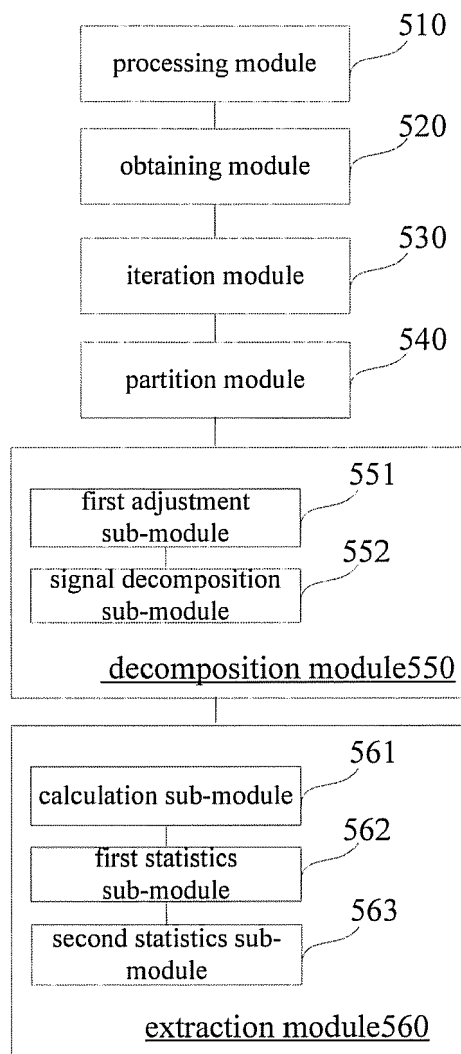 510
processing module
520
obtaining module
530
iteration module
540
partition module
551
first adjustment
sub-module
552
signal decomposition
sub-module
decomposition module550
561
calculation sub-module
562
first statistics
sub-module
563
second statistics sub-
module
extraction module560